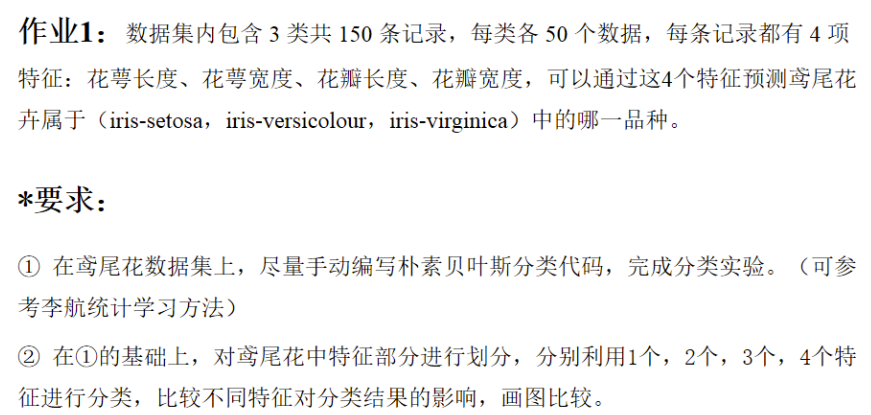 作业1：数据集内包含 3 类共 150 条记录，每类各 50 个数据，每条记录都有 4 项
特征：花萼长度、花萼宽度、花瓣长度、花瓣宽度，可以通过这4个特征预测鸢尾花
卉属于（iris-setosa，iris-versicolour，iris-virginica）中的哪一品种。
*要求：
① 在鸢尾花数据集上，尽量手动编写朴素贝叶斯分类代码，完成分类实验。（可参
考李航统计学习方法）
② 在①的基础上，对鸢尾花中特征部分进行划分，分别利用1个，2个，3个，4个特
征进行分类，比较不同特征对分类结果的影响，画图比较。